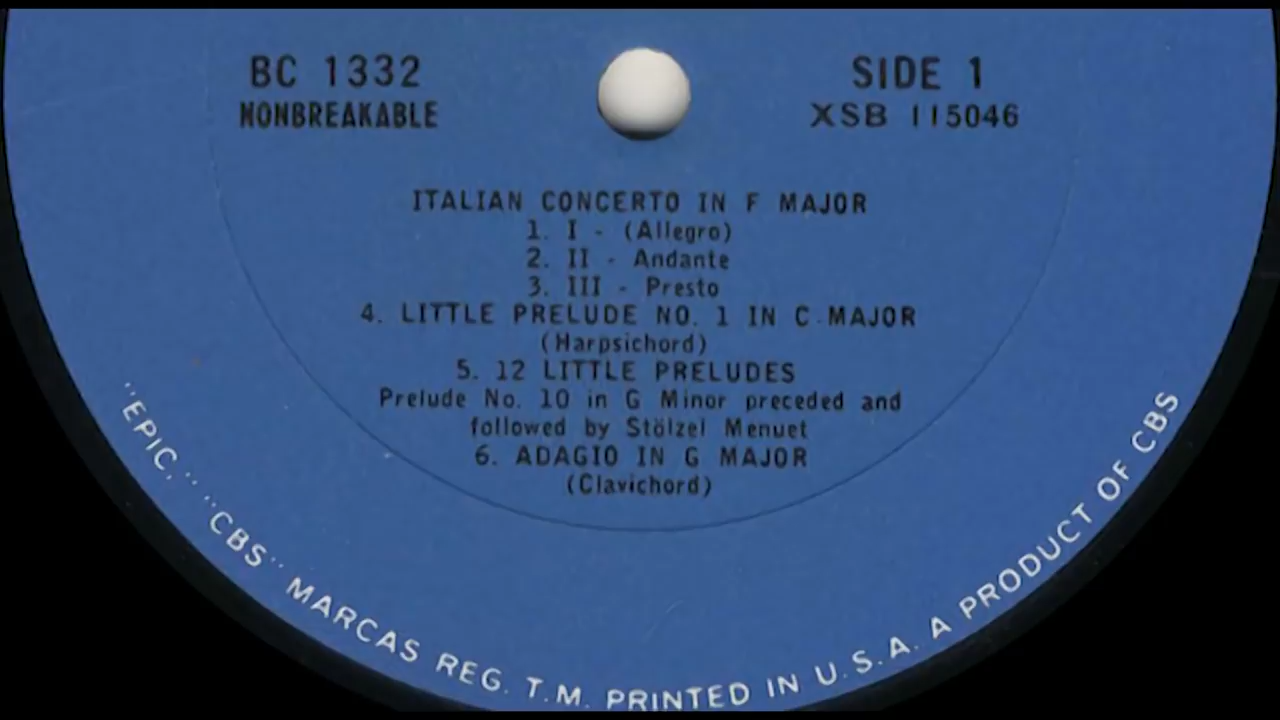 BC 1332
NONBREAKABLE
SIDE 1
XSB 115046
ITALIAN CONCERTO IN F MAJOR
1. I - (Allegro)
2. II - Andante
3. III - Presto
4. LITTLE PRELUDE NO. 1 IN C MAJOR
(Harpsichord)
5. 12 LITTLE PRELUDES
Prelude No. 10 in G Minor preceded and
followed by Stölzel Menuet
6. ADAGIO IN G MAJOR
(Clavichord)
"EPIC," "CBS" MARCAS REG. T.M. PRINTED IN U.S.A. A PRODUCT OF CBS